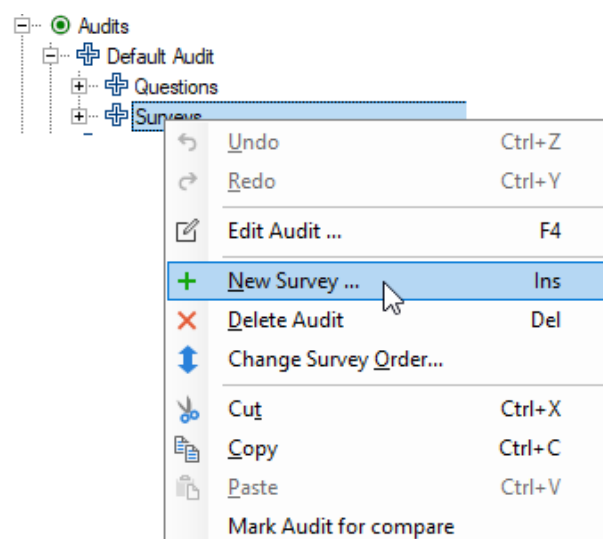 Audits
Default Audit
Questions
Surveys
Undo Ctrl+Z
Redo Ctrl+Y
Edit Audit ... F4
New Survey ... Ins
Delete Audit Del
Change Survey Order...
Cut Ctrl+X
Copy Ctrl+C
Paste Ctrl+V
Mark Audit for compare